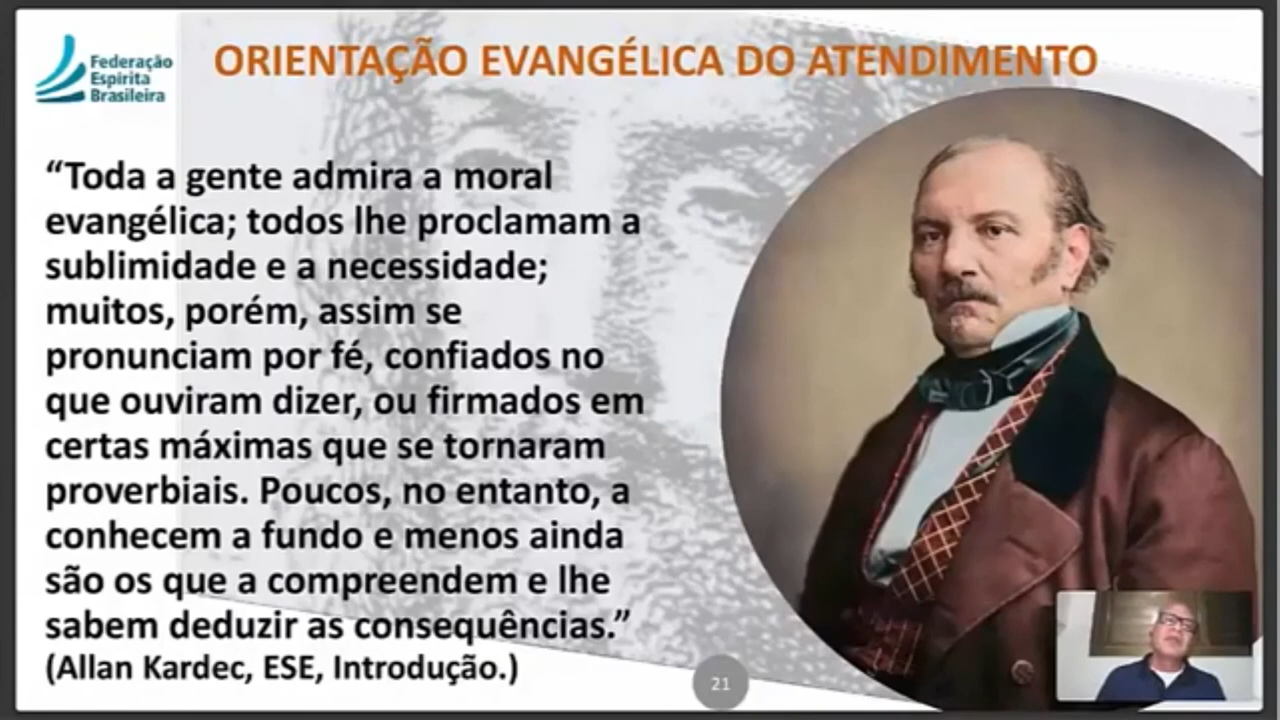 Federação
Espírita
Brasileira
ORIENTAÇÃO EVANGÉLICA DO ATENDIMENTO
“Toda a gente admira a moral
evangélica; todos lhe proclamam a
sublimidade e a necessidade;
muitos, porém, assim se
pronunciam por fé, confiados no
que ouviram dizer, ou firmados em
certas máximas que se tornaram
proverbiais. Poucos, no entanto, a
conhecem a fundo e menos ainda
são os que a compreendem e lhe
sabem deduzir as consequências.”
(Allan Kardec, ESE, Introdução.)
21